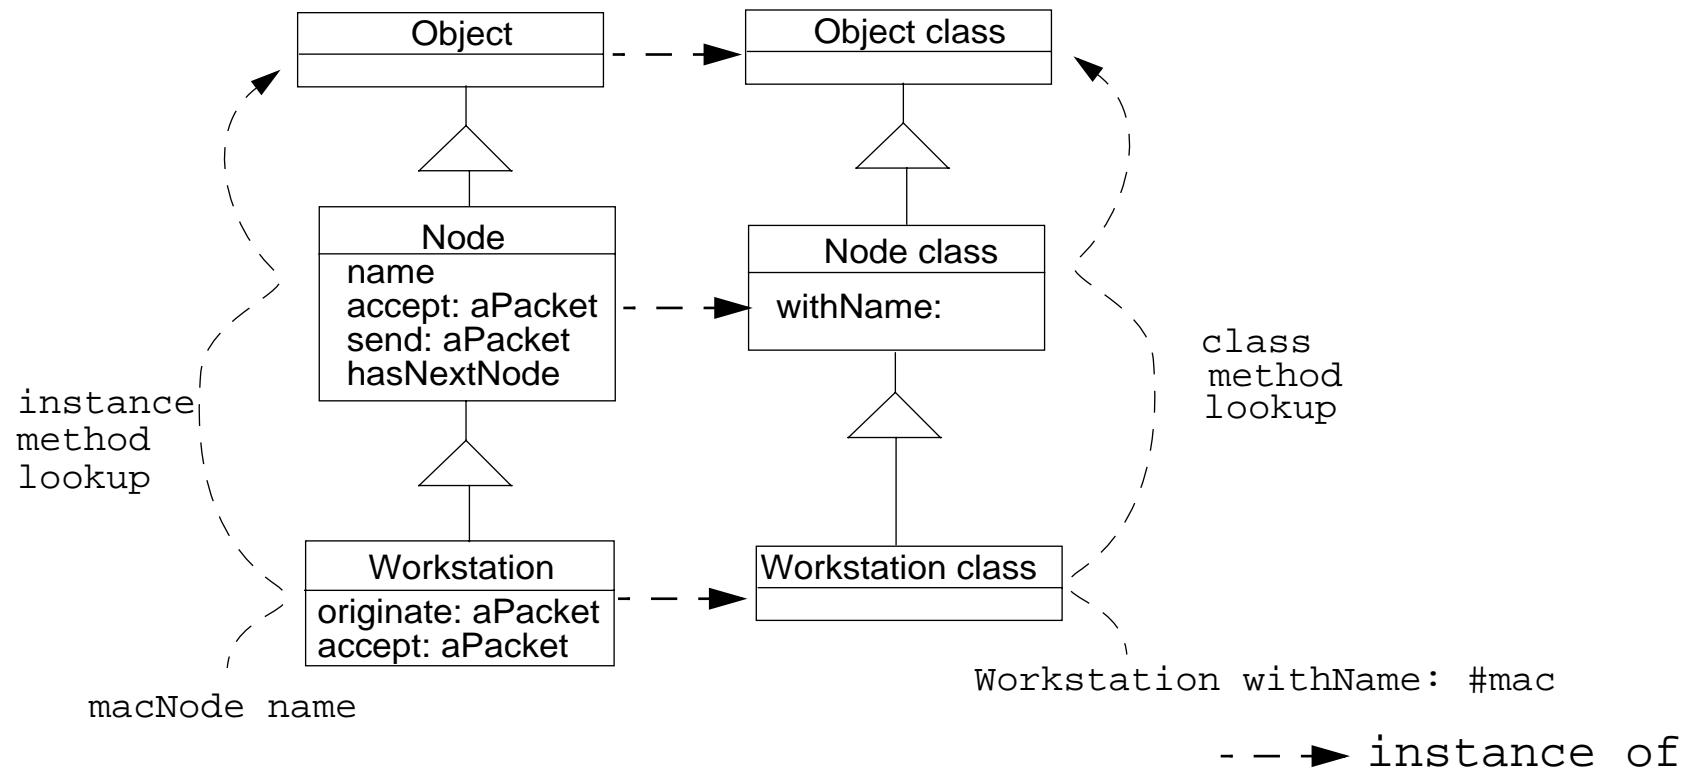 Object
Object class
Node
name
accept: aPacket
send: aPacket
hasNextNode
Node class
withName:
instance
method
lookup
class
method
lookup
Workstation
originate: aPacket
accept: aPacket
Workstation class
macNode name
Workstation withName: #mac
instance of